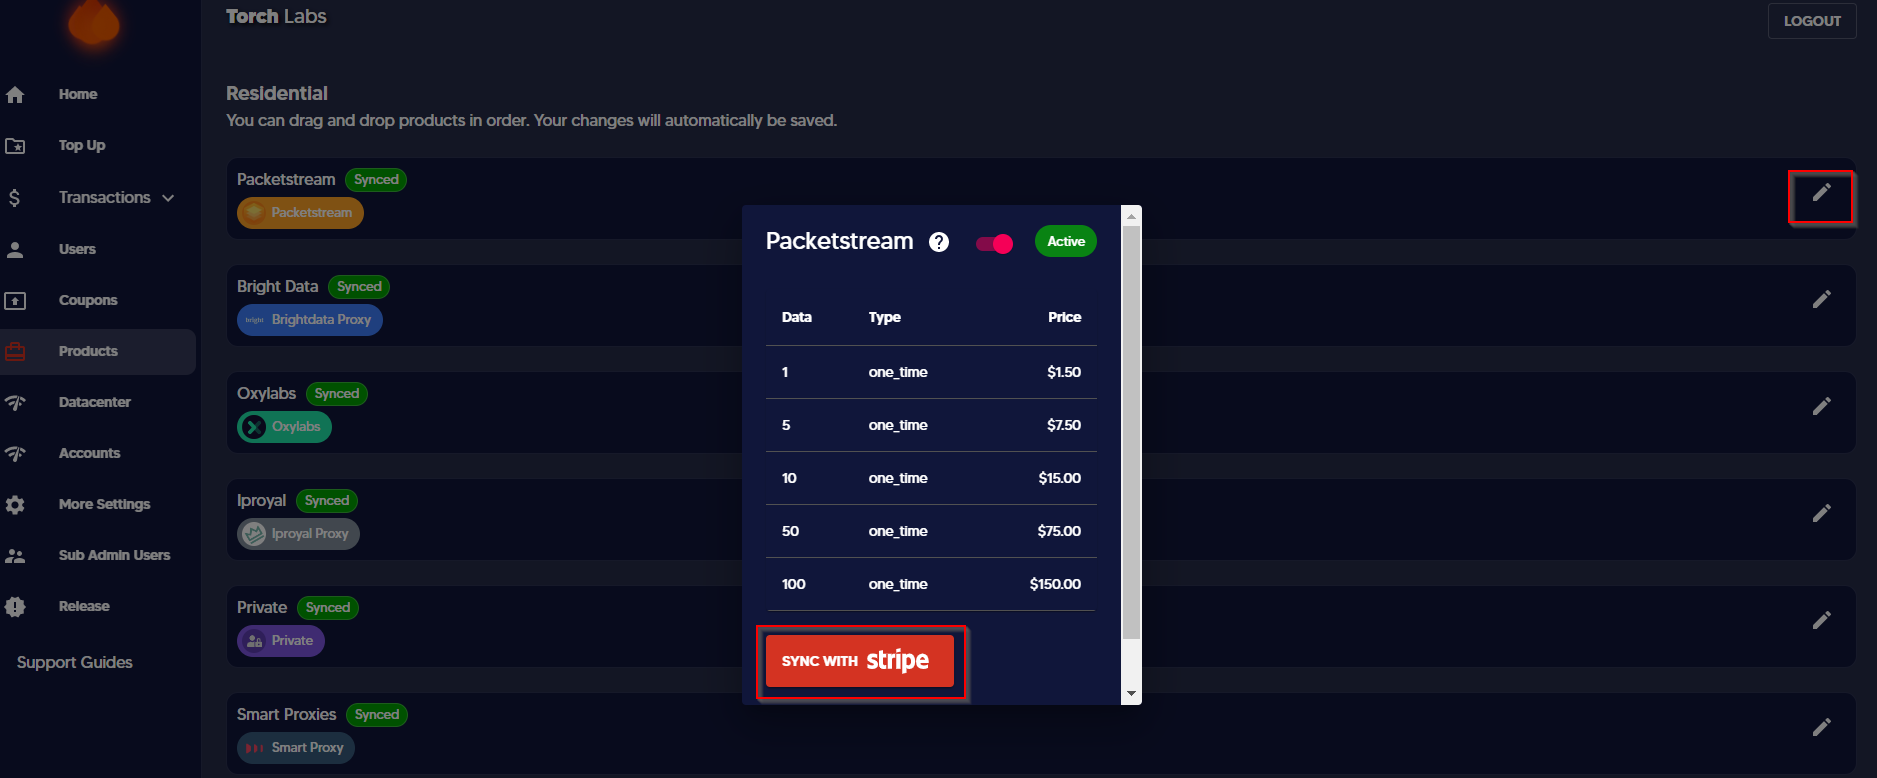 Torch Labs
LOGOUT
Home
Top Up
Transactions
Users
Coupons
Products
Datacenter
Accounts
More Settings
Sub Admin Users
Release
Support Guides
Residential
You can drag and drop products in order. Your changes will automatically be saved.
Packetstream Synced
Packetstream
Bright Data Synced
bright Brightdata Proxy
Oxylabs Synced
Oxylabs
Iproyal Synced
Iproyal Proxy
Private Synced
Private
Smart Proxies Synced
Smart Proxy
Packetstream ? Active
Data Type Price
1 one_time $1.50
5 one_time $7.50
10 one_time $15.00
50 one_time $75.00
100 one_time $150.00
SYNC WITH stripe